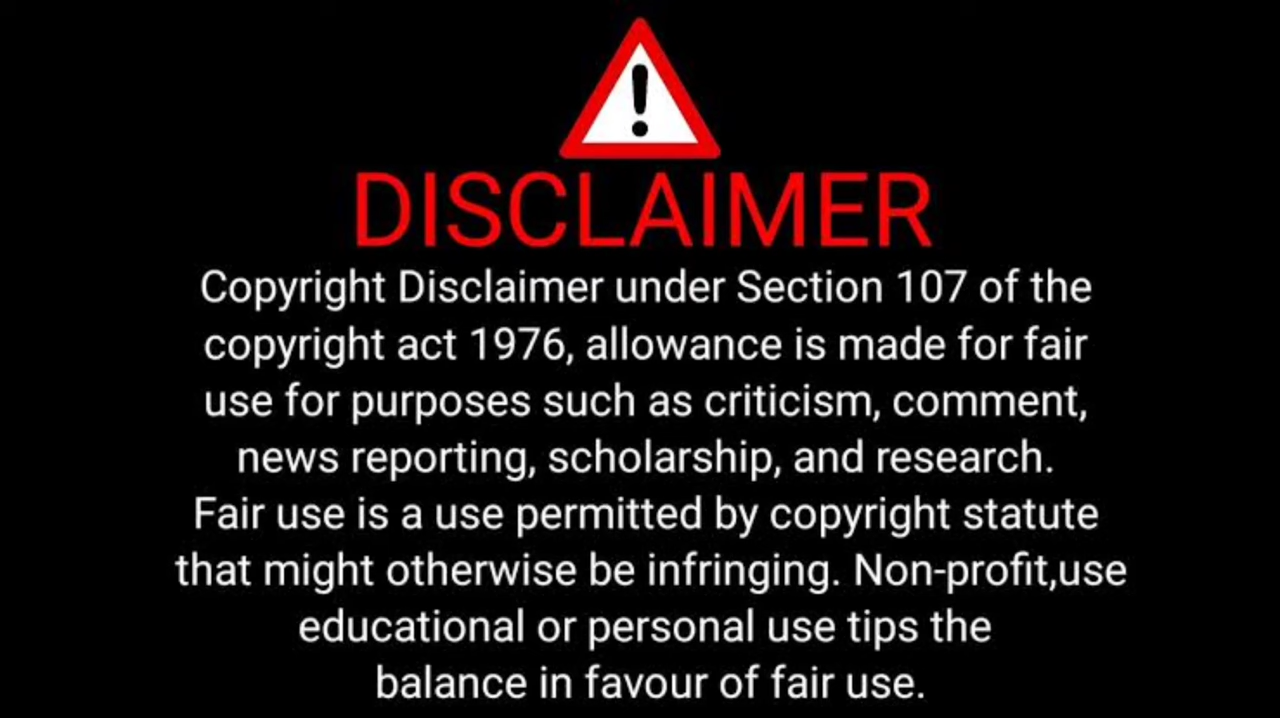 DISCLAIMER
Copyright Disclaimer under Section 107 of the
copyright act 1976, allowance is made for fair
use for purposes such as criticism, comment,
news reporting, scholarship, and research.
Fair use is a use permitted by copyright statute
that might otherwise be infringing. Non-profit,use
educational or personal use tips the
balance in favour of fair use.